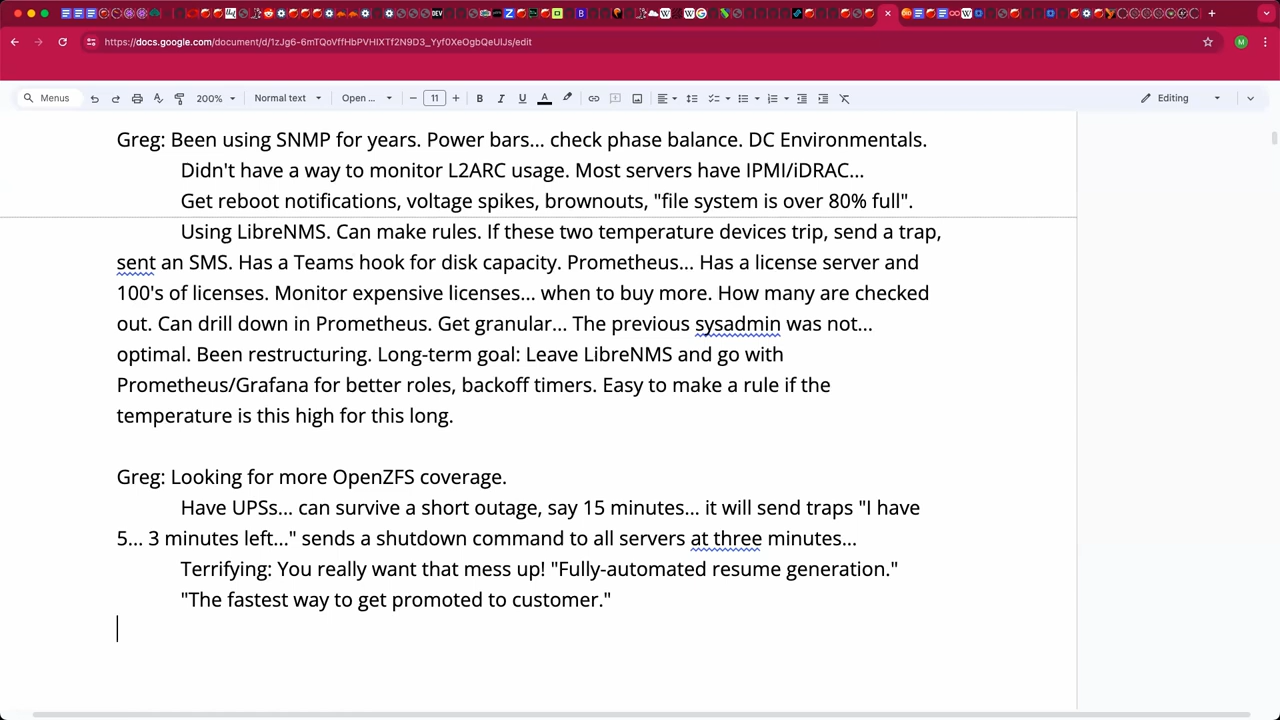 DEV
https://docs.google.com/document/d/1zJg6-6mTQoVffHbPVHIXTf2N9D3_Yyf0XeOgbQeUlJs/edit
M
Menus
200%
Normal text
Open ...
11
Editing
Greg: Been using SNMP for years. Power bars... check phase balance. DC Environmentals.
Didn't have a way to monitor L2ARC usage. Most servers have IPMI/iDRAC...
Get reboot notifications, voltage spikes, brownouts, "file system is over 80% full".
Using LibreNMS. Can make rules. If these two temperature devices trip, send a trap,
sent an SMS. Has a Teams hook for disk capacity. Prometheus... Has a license server and
100's of licenses. Monitor expensive licenses... when to buy more. How many are checked
out. Can drill down in Prometheus. Get granular... The previous sysadmin was not...
optimal. Been restructuring. Long-term goal: Leave LibreNMS and go with
Prometheus/Grafana for better roles, backoff timers. Easy to make a rule if the
temperature is this high for this long.
Greg: Looking for more OpenZFS coverage.
Have UPSs... can survive a short outage, say 15 minutes... it will send traps "I have
5... 3 minutes left..." sends a shutdown command to all servers at three minutes...
Terrifying: You really want that mess up! "Fully-automated resume generation."
"The fastest way to get promoted to customer."